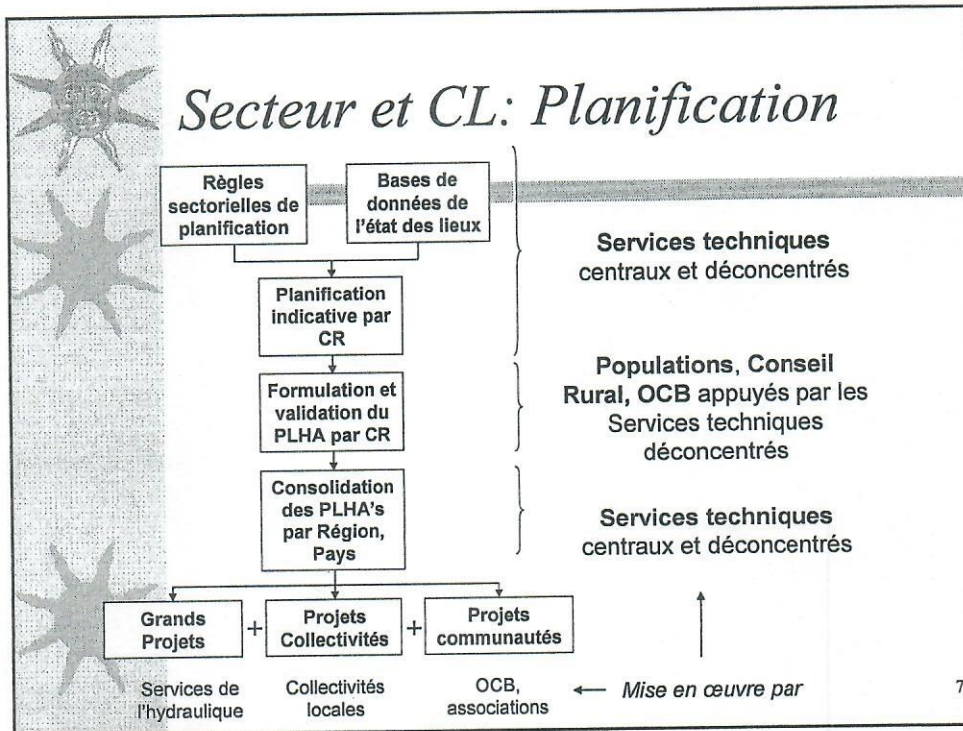 Secteur et CL: Planification
Règles
sectorielles de
planification
Bases de
données de
l'état des lieux
Services techniques
centraux et déconcentrés
Planification
indicative par
CR
Populations, Conseil
Rural, OCB appuyés par les
Services techniques
déconcentrés
Formulation et
validation du
PLHA par CR
Consolidation
des PLHA's
par Région,
Pays
Services techniques
centraux et déconcentrés
Grands
Projets
+
Projets
Collectivités
+
Projets
communautés
Services de
l'hydraulique
Collectivités
locales
OCB,
associations
Mise en œuvre par
7